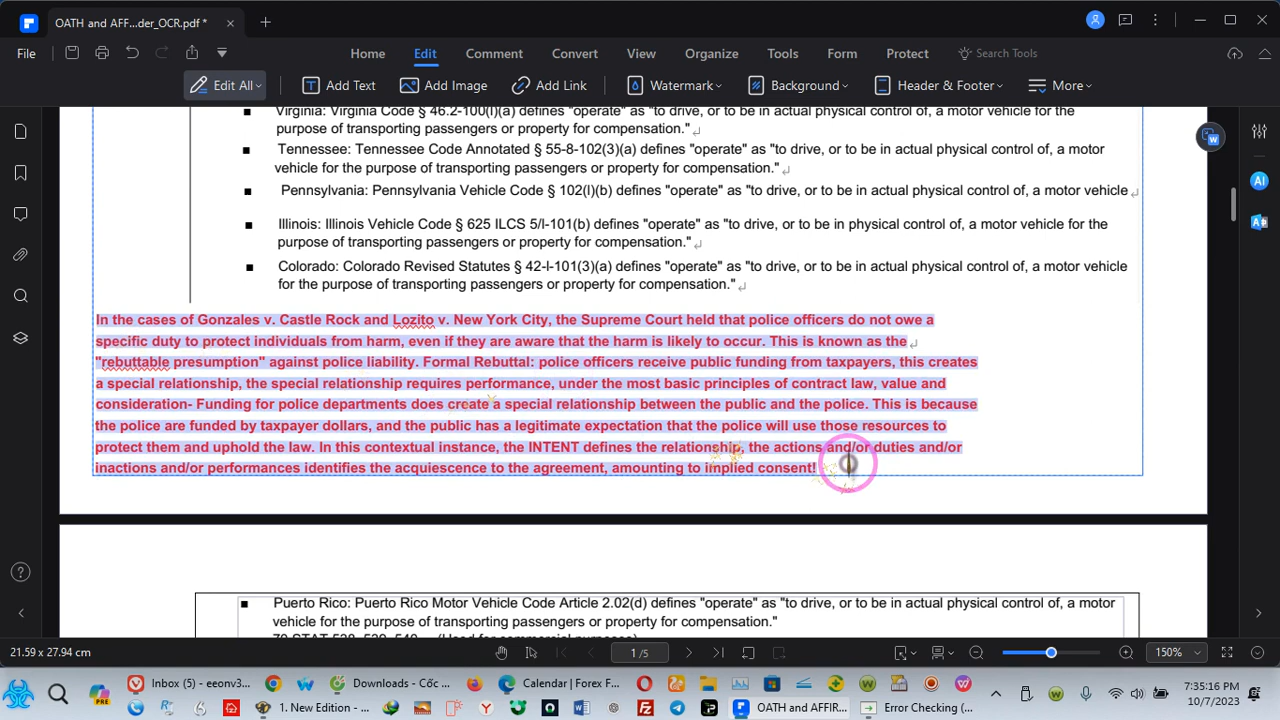 OATH and AFF...der_OCR.pdf *
File
Home
Edit
Comment
Convert
View
Organize
Tools
Form
Protect
Search Tools
Edit All
Add Text
Add Image
Add Link
Watermark
Background
Header & Footer
More
Virginia: Virginia Code § 46.2-100(l)(a) defines "operate" as "to drive, or to be in actual physical control of, a motor vehicle for the
purpose of transporting passengers or property for compensation."
Tennessee: Tennessee Code Annotated § 55-8-102(3)(a) defines "operate" as "to drive, or to be in actual physical control of, a motor
vehicle for the purpose of transporting passengers or property for compensation."
Pennsylvania: Pennsylvania Vehicle Code § 102(l)(b) defines "operate" as "to drive, or to be in actual physical control of, a motor vehicle
Illinois: Illinois Vehicle Code § 625 ILCS 5/l-101(b) defines "operate" as "to drive, or to be in physical control of, a motor vehicle for the
purpose of transporting passengers or property for compensation."
Colorado: Colorado Revised Statutes § 42-l-101(3)(a) defines "operate" as "to drive, or to be in actual physical control of, a motor vehicle
for the purpose of transporting passengers or property for compensation."
In the cases of Gonzales v. Castle Rock and Lozito v. New York City, the Supreme Court held that police officers do not owe a
specific duty to protect individuals from harm, even if they are aware that the harm is likely to occur. This is known as the
"rebuttable presumption" against police liability. Formal Rebuttal: police officers receive public funding from taxpayers, this creates
a special relationship, the special relationship requires performance, under the most basic principles of contract law, value and
consideration- Funding for police departments does create a special relationship between the public and the police. This is because
the police are funded by taxpayer dollars, and the public has a legitimate expectation that the police will use those resources to
protect them and uphold the law. In this contextual instance, the INTENT defines the relationship, the actions and/or duties and/or
inactions and/or performances identifies the acquiescence to the agreement, amounting to implied consent!
Puerto Rico: Puerto Rico Motor Vehicle Code Article 2.02(d) defines "operate" as "to drive, or to be in actual physical control of, a motor
vehicle for the purpose of transporting passengers or property for compensation."
70 STAT 538, 539, 540
(Used for commercial purposes)
21.59 x 27.94 cm
1 /5
150%
Inbox (5) - eeonv3...
Downloads - Cốc ...
Calendar | Forex F...
7:35:16 PM
1. New Edition - ...
OATH and AFFIR...
Error Checking (...
10/7/2023